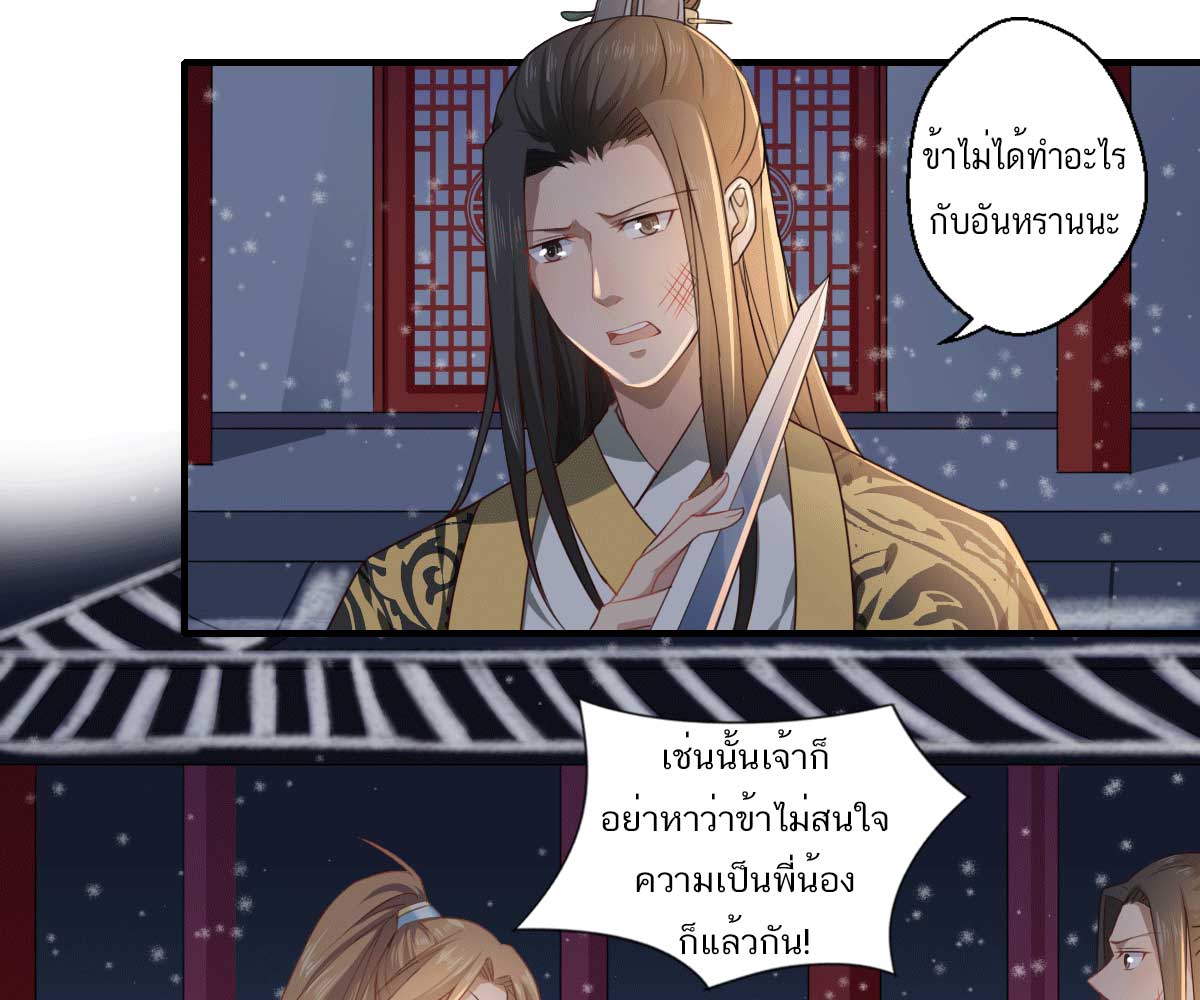 ข้าไม่ได้ทำอะไร
กับอันหรานนะ
เช่นนั้นเจ้าก็
อย่าหาว่าข้าไม่สนใจ
ความเป็นพี่น้อง
ก็แล้วกัน!